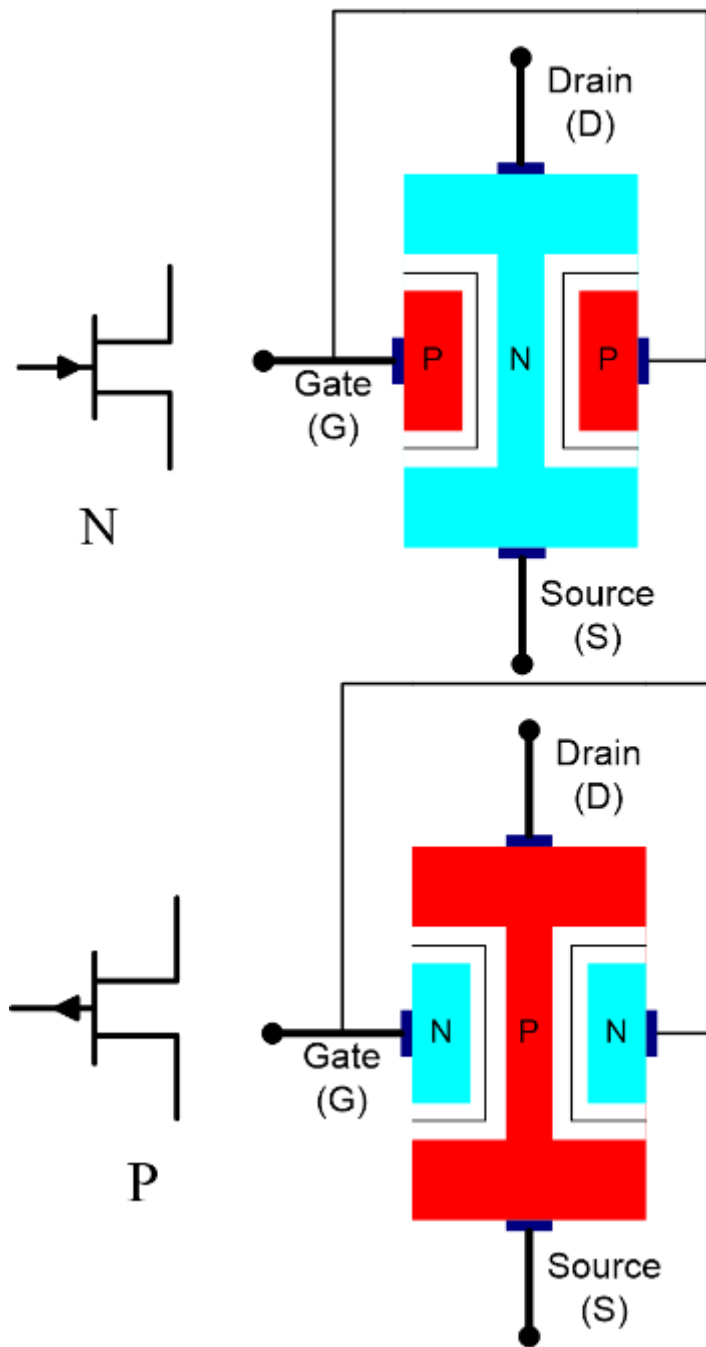 Drain
(D)
P
N
P
Gate
(G)
N
Source
(S)
Drain
(D)
N
P
N
Gate
(G)
P
Source
(S)